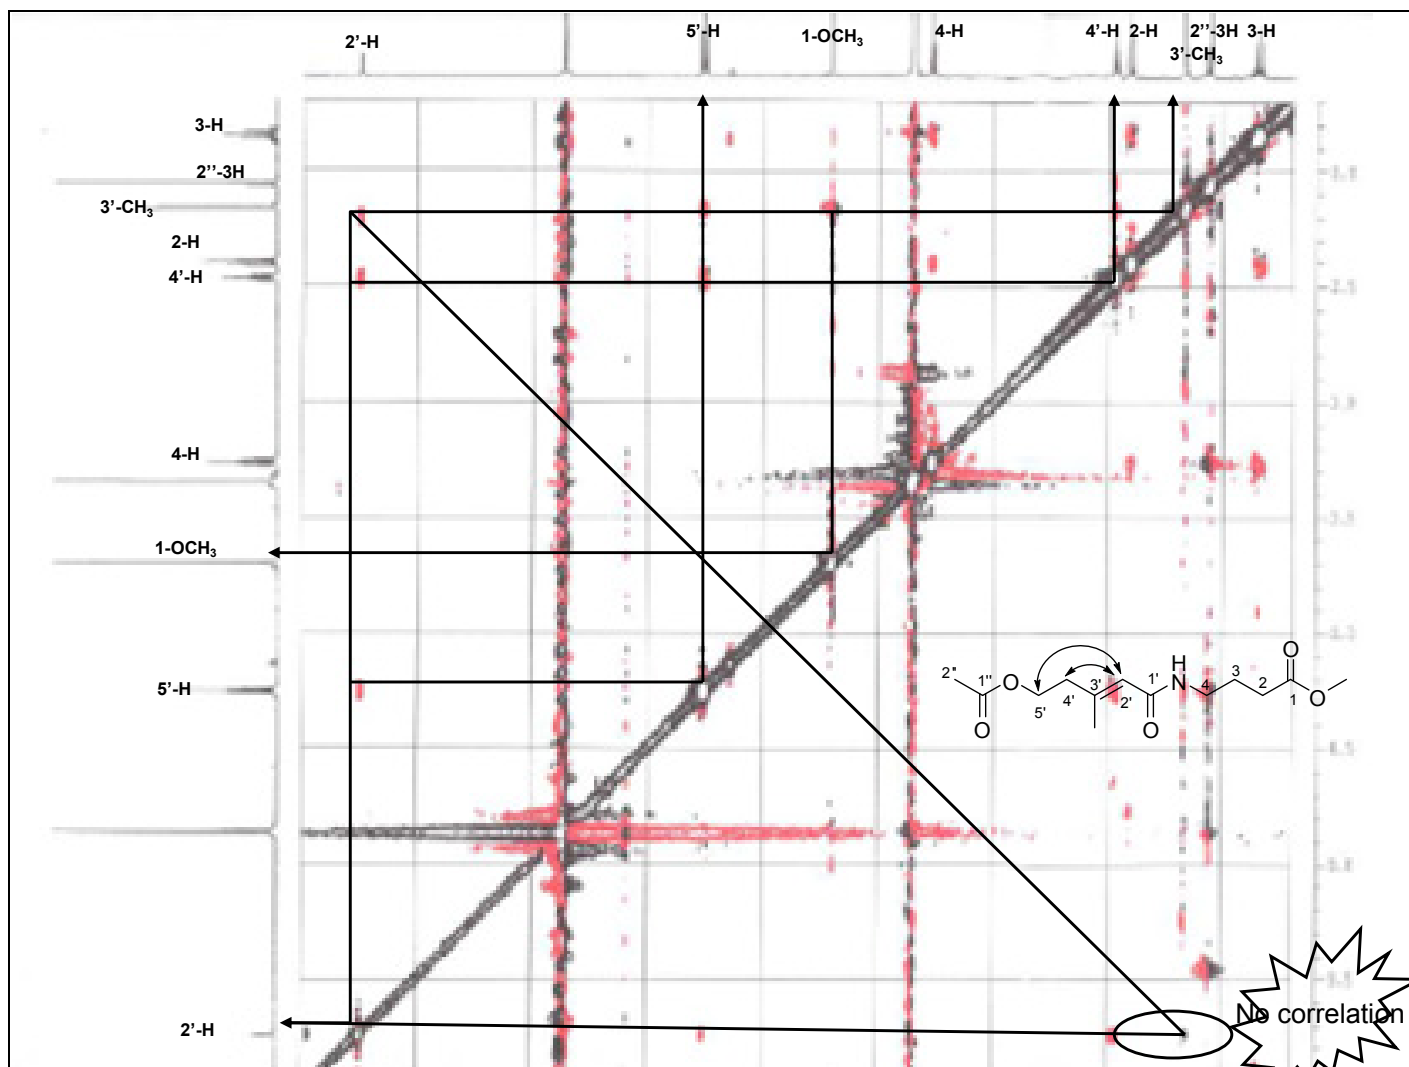 2'-H
5'-H
1-OCH₃
4-H
4'-H
2-H
2''-3H
3'-CH₃
3-H
3-H
2''-3H
3'-CH₃
2-H
4'-H
4-H
1-OCH₃
5'-H
2'-H
2"
1"
O
O
5'
4'
3'
2'
1'
O
H
N
4
3
2
1
O
O
No correlation